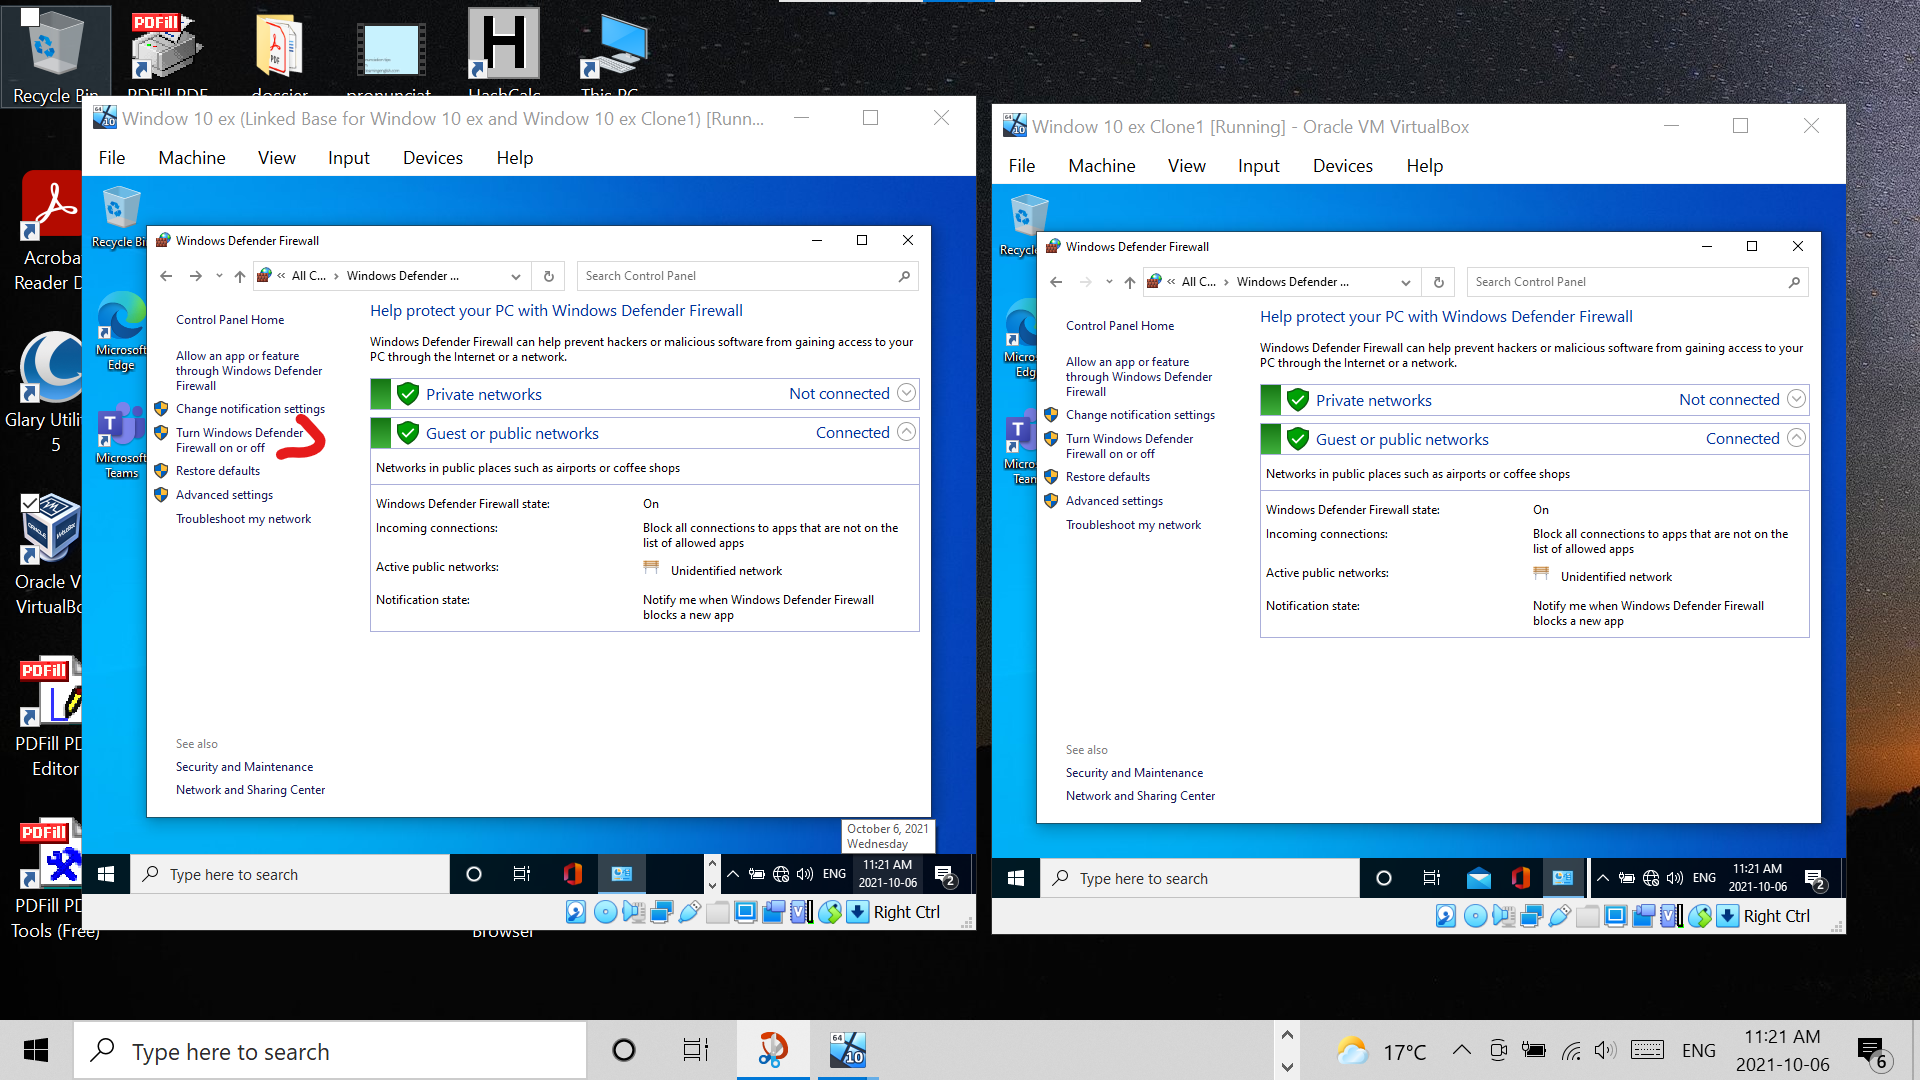 Recycle Bin
PDFill PDF
dossier
pronunciat
HashCalc
This PC
Acroba
Reader D
Glary Utili
5
Oracle V
VirtualBo
PDFill PD
Editor
PDFill PD
Tools (Free)
Browser
Window 10 ex (Linked Base for Window 10 ex and Window 10 ex Clone1) [Runn...
File Machine View Input Devices Help
Recycle Bi
Microsoft
Edge
Microsoft
Teams
Windows Defender Firewall
All C... Windows Defender ...
Search Control Panel
Control Panel Home
Allow an app or feature
through Windows Defender
Firewall
Change notification settings
Turn Windows Defender
Firewall on or off
Restore defaults
Advanced settings
Troubleshoot my network
See also
Security and Maintenance
Network and Sharing Center
Help protect your PC with Windows Defender Firewall
Windows Defender Firewall can help prevent hackers or malicious software from gaining access to your
PC through the Internet or a network.
Private networks Not connected
Guest or public networks Connected
Networks in public places such as airports or coffee shops
Windows Defender Firewall state: On
Incoming connections: Block all connections to apps that are not on the
list of allowed apps
Active public networks: Unidentified network
Notification state: Notify me when Windows Defender Firewall
blocks a new app
October 6, 2021
Wednesday
Type here to search
ENG
11:21 AM
2021-10-06
2
Right Ctrl
Window 10 ex Clone1 [Running] - Oracle VM VirtualBox
File Machine View Input Devices Help
Recycle
Micros
Edg
Micros
Tean
Windows Defender Firewall
All C... Windows Defender ...
Search Control Panel
Control Panel Home
Allow an app or feature
through Windows Defender
Firewall
Change notification settings
Turn Windows Defender
Firewall on or off
Restore defaults
Advanced settings
Troubleshoot my network
See also
Security and Maintenance
Network and Sharing Center
Help protect your PC with Windows Defender Firewall
Windows Defender Firewall can help prevent hackers or malicious software from gaining access to your
PC through the Internet or a network.
Private networks Not connected
Guest or public networks Connected
Networks in public places such as airports or coffee shops
Windows Defender Firewall state: On
Incoming connections: Block all connections to apps that are not on the
list of allowed apps
Active public networks: Unidentified network
Notification state: Notify me when Windows Defender Firewall
blocks a new app
Type here to search
ENG
11:21 AM
2021-10-06
2
Right Ctrl
Type here to search
17°C
ENG
11:21 AM
2021-10-06
6